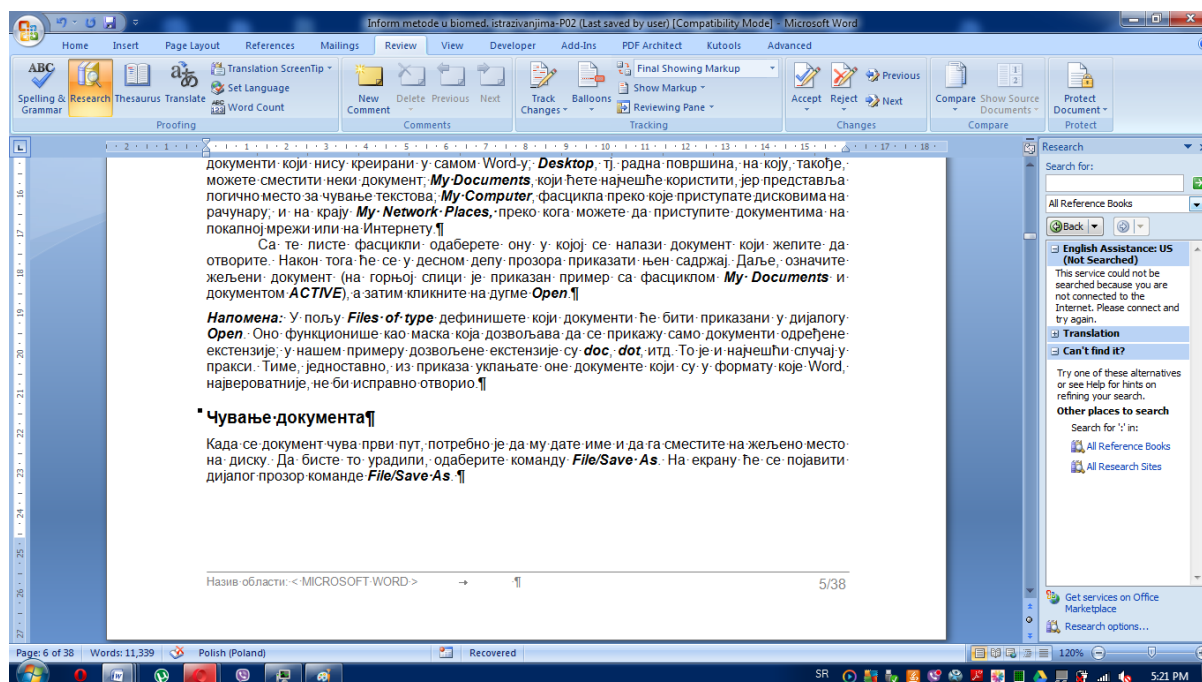 Inform metode u biomed. istrazivanjima-P02 (Last saved by user) [Compatibility Mode] - Microsoft Word
Home Insert Page Layout References Mailings Review View Developer Add-Ins PDF Architect Kutools Advanced
ABC Spelling & Grammar
Research
Thesaurus
Translate
Translation ScreenTip
Set Language
ABC 123 Word Count
Proofing
New Comment
Delete
Previous
Next
Comments
Track Changes
Balloons
Final Showing Markup
Show Markup
Reviewing Pane
Tracking
Accept
Reject
Previous
Next
Changes
Compare
Show Source Documents
Compare
Protect Document
Protect
документи који нису креирани у самом Word-у; Desktop, тј. радна површина, на коју, такође,
можете сместити неки документ; My Documents, који ћете најчешће користити, јер представља
логично место за чување текстова; My Computer, фасцикла преко које приступате дисковима на
рачунару; и на крају My Network Places, преко кога можете да приступите документима на
локалној мрежи или на Интернету.¶
Са те листе фасцикли одаберете ону у којој се налази документ који желите да
отворите. Након тога ће се у десном делу прозора приказати њен садржај. Даље, означите
жељени документ (на горњој слици је приказан пример са фасциклом My Documents и
документом ACTIVE), а затим кликните на дугме Open.¶
Напомена: У пољу Files of type дефинишете који документи ће бити приказани у дијалогу
Open. Оно функционише као маска која дозвољава да се прикажу само документи одређене
екстензије; у нашем примеру дозвољене екстензије су doc, dot, итд. То је и најчешћи случај у
пракси. Тиме, једноставно, из приказа уклањате оне документе који су у формату које Word,
највероватније, не би исправно отворио.¶
Чување документа¶
Када се документ чува први пут, потребно је да му дате име и да га сместите на жељено место
на диску. Да бисте то урадили, одаберите команду File/Save As. На екрану ће се појавити
дијалог прозор команде File/Save As. ¶
Назив области: < MICROSOFT WORD > → ¶ 5/38
Research
Search for:
All Reference Books
Back
English Assistance: US (Not Searched)
This service could not be
searched because you are
not connected to the
Internet. Please connect and
try again.
Translation
Can't find it?
Try one of these alternatives
or see Help for hints on
refining your search.
Other places to search
Search for ':' in:
All Reference Books
All Research Sites
Get services on Office
Marketplace
Research options...
Page: 6 of 38 Words: 11,339 Polish (Poland) Recovered 120%
SR 5:21 PM